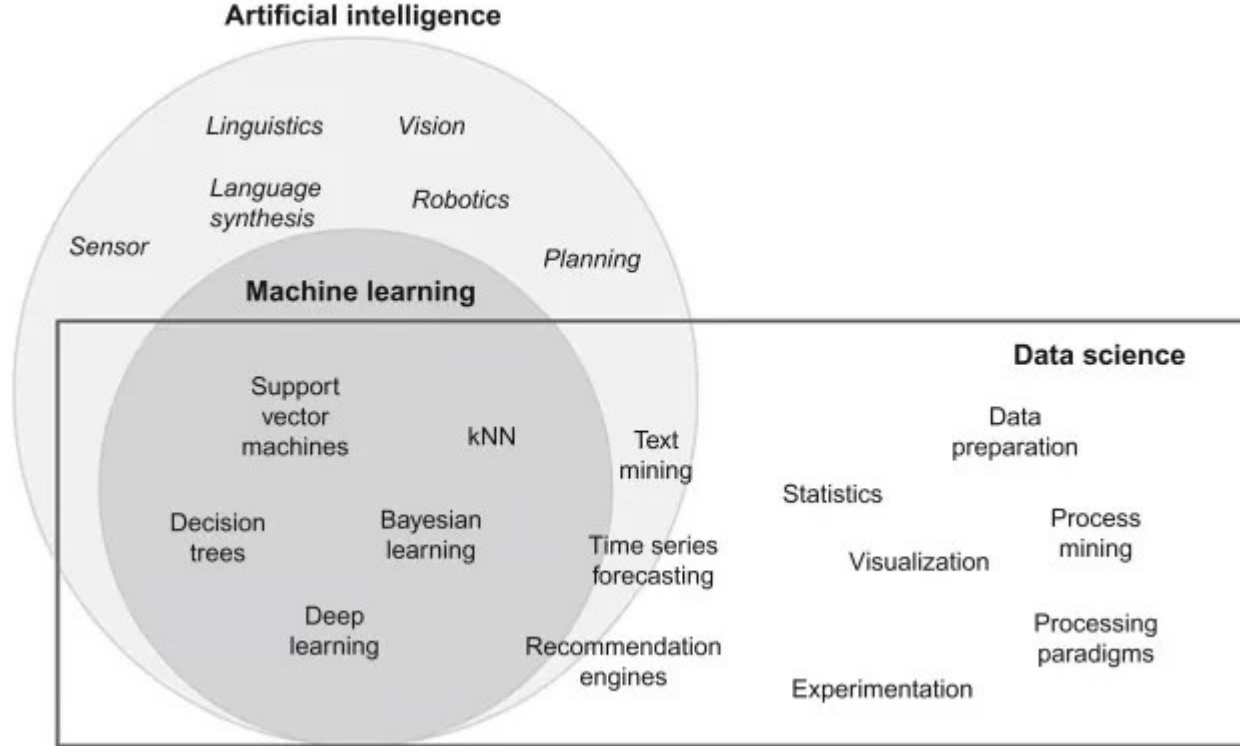 Artificial intelligence
Linguistics
Vision
Language
synthesis
Robotics
Sensor
Planning
Machine learning
Data science
Support
vector
machines
kNN
Text
mining
Data
preparation
Statistics
Decision
trees
Bayesian
learning
Time series
forecasting
Visualization
Process
mining
Deep
learning
Recommendation
engines
Processing
paradigms
Experimentation